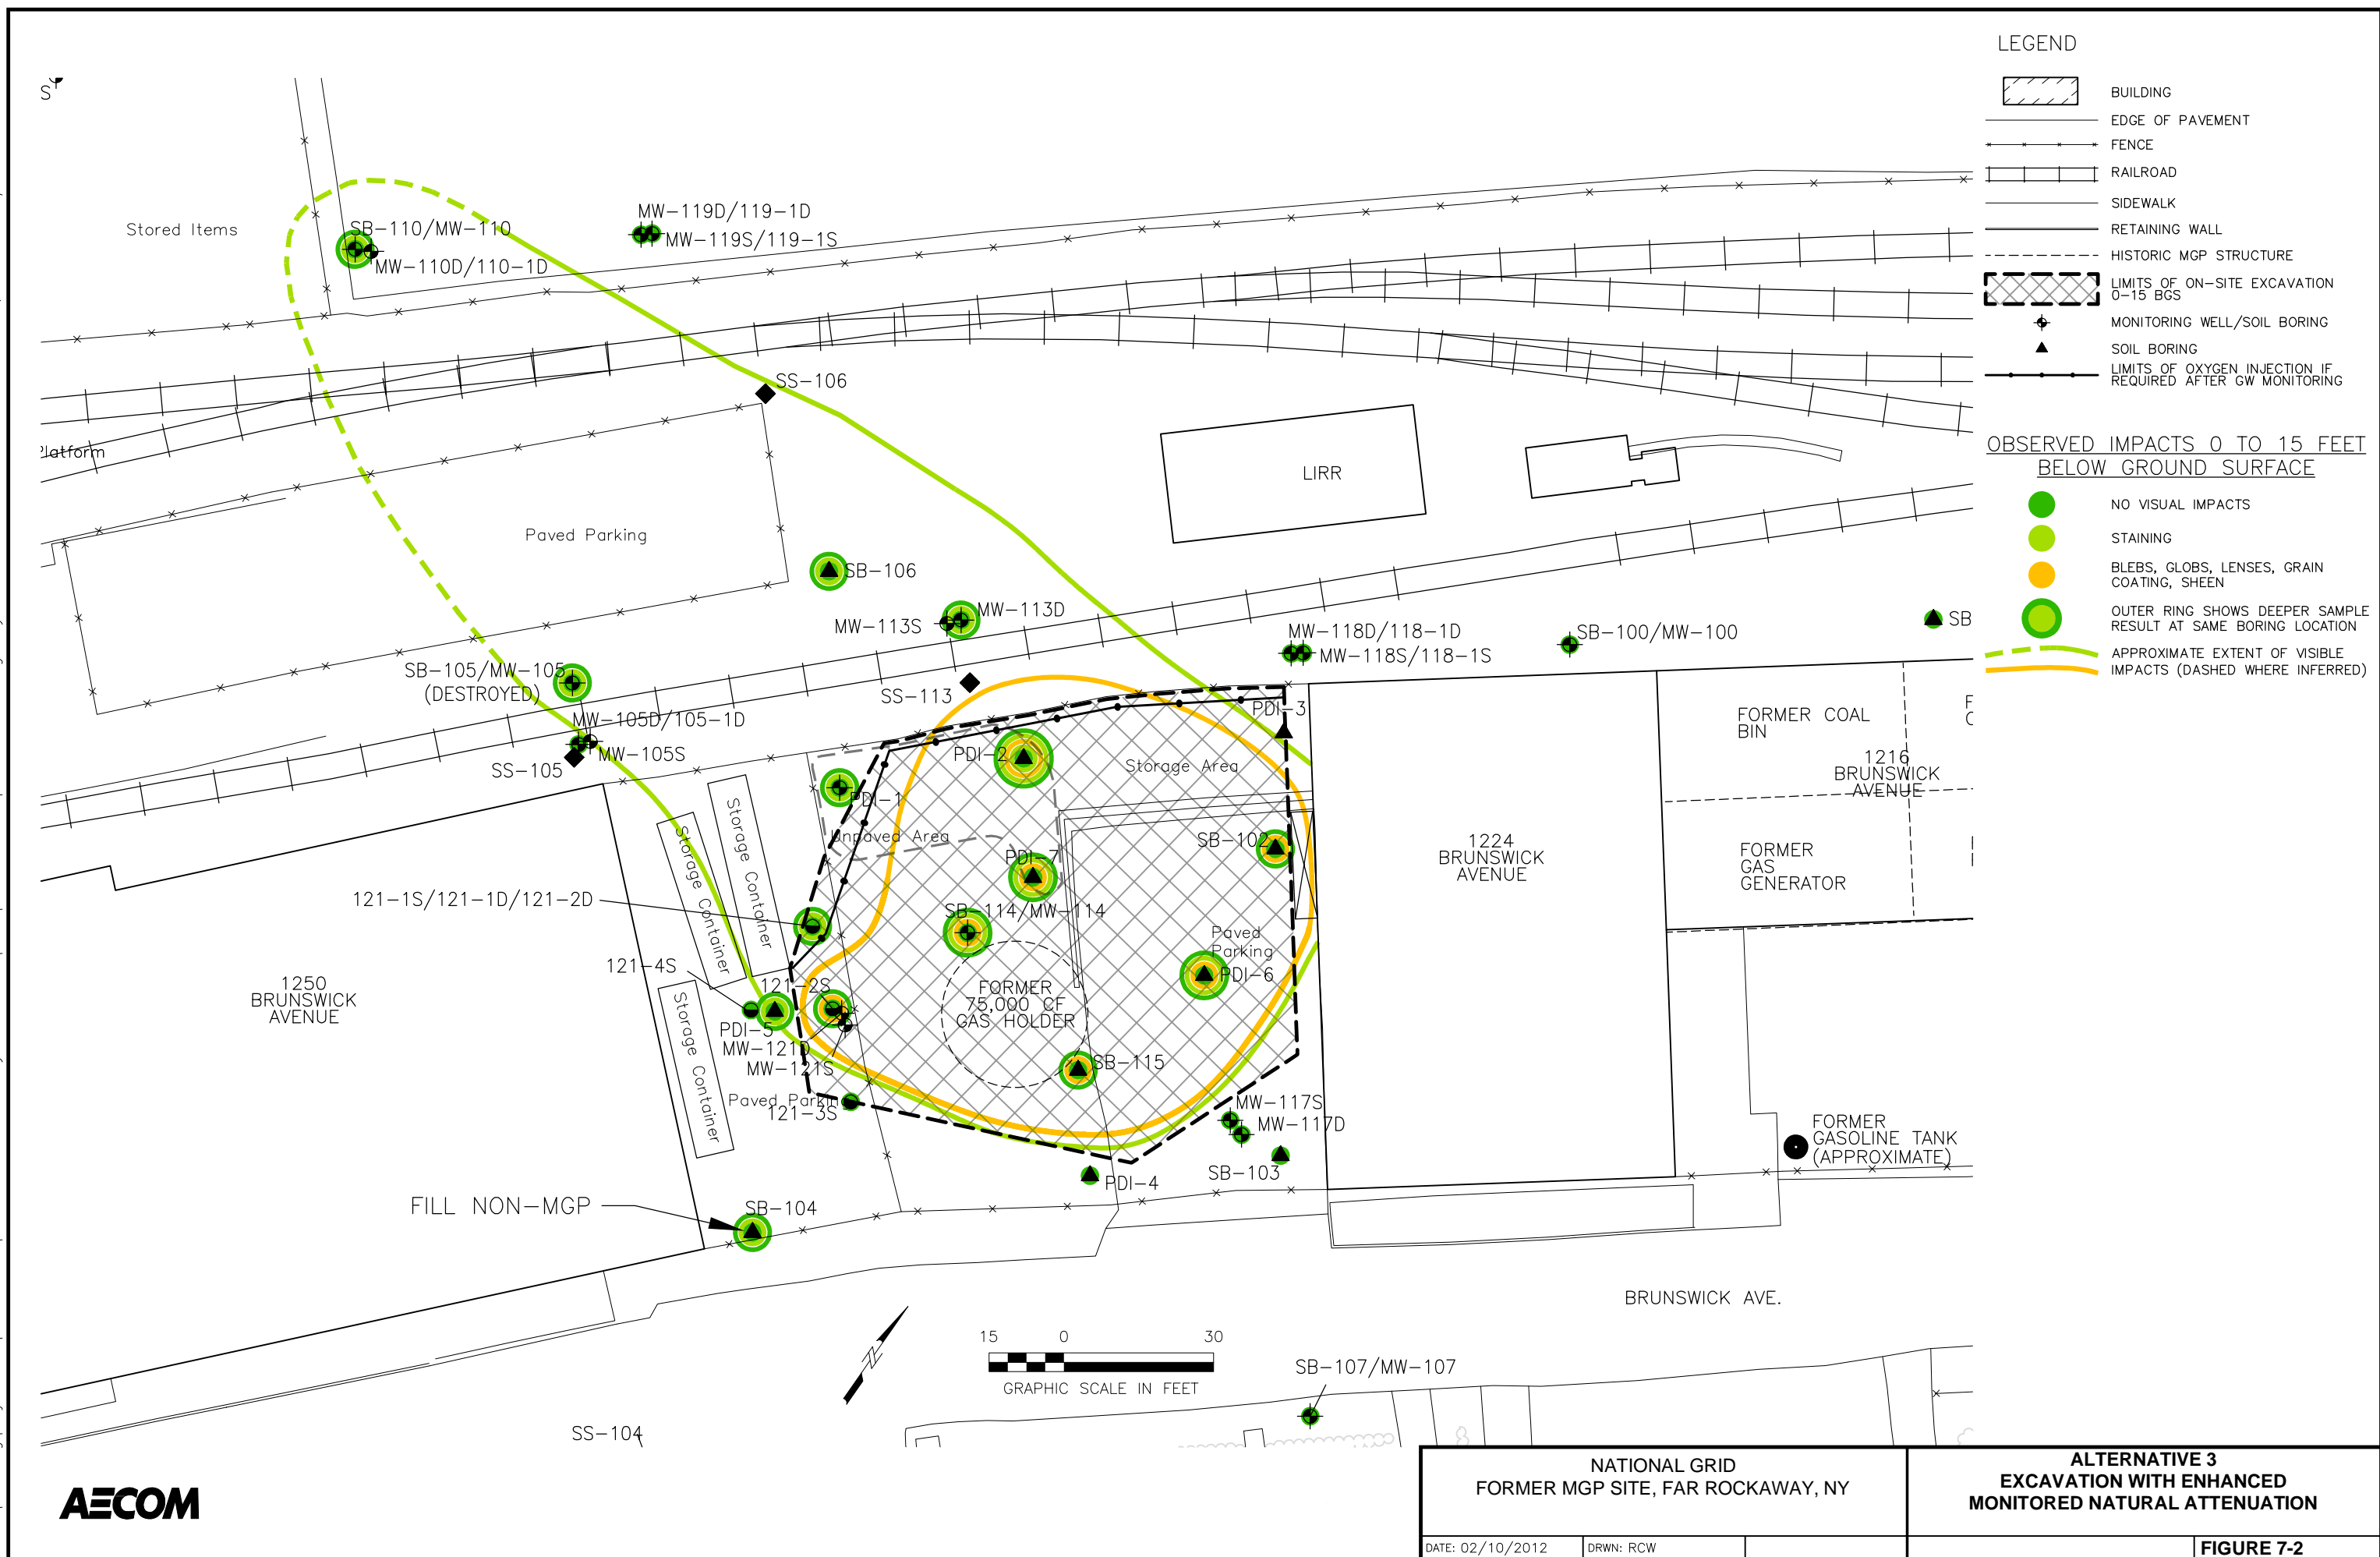 LEGEND
BUILDING
EDGE OF PAVEMENT
FENCE
RAILROAD
SIDEWALK
RETAINING WALL
HISTORIC MGP STRUCTURE
LIMITS OF ON-SITE EXCAVATION
0-15 BGS
MONITORING WELL/SOIL BORING
SOIL BORING
LIMITS OF OXYGEN INJECTION IF
REQUIRED AFTER GW MONITORING
OBSERVED IMPACTS 0 TO 15 FEET
BELOW GROUND SURFACE
NO VISUAL IMPACTS
STAINING
BLEBS, GLOBS, LENSES, GRAIN
COATING, SHEEN
OUTER RING SHOWS DEEPER SAMPLE
RESULT AT SAME BORING LOCATION
APPROXIMATE EXTENT OF VISIBLE
IMPACTS (DASHED WHERE INFERRED)
S
Stored Items
SB-110/MW-110
MW-110D/110-1D
MW-119D/119-1D
MW-119S/119-1S
SS-106
Platform
LIRR
Paved Parking
SB-106
MW-113D
MW-113S
MW-118D/118-1D
MW-118S/118-1S
SB-100/MW-100
SB
SB-105/MW-105
(DESTROYED)
SS-113
MW-105D/105-1D
MW-105S
SS-105
PDI-3
PDI-2
Storage Area
FORMER COAL
BIN
1216
BRUNSWICK
AVENUE
Storage Container
Storage Container
PDI-1
Unpaved Area
SB-102
PDI-7
1224
BRUNSWICK
AVENUE
FORMER
GAS
GENERATOR
121-1S/121-1D/121-2D
SB-114/MW-114
Paved
Parking
121-4S
PDI-6
1250
BRUNSWICK
AVENUE
121-2S
Storage Container
FORMER
75,000 CF
GAS HOLDER
PDI-5
MW-121D
MW-121S
SB-115
Paved Parking
121-3S
MW-117S
MW-117D
SB-103
PDI-4
FORMER
GASOLINE TANK
(APPROXIMATE)
FILL NON-MGP
SB-104
BRUNSWICK AVE.
N
15 0 30
GRAPHIC SCALE IN FEET
SB-107/MW-107
SS-104
AECOM
NATIONAL GRID
FORMER MGP SITE, FAR ROCKAWAY, NY
ALTERNATIVE 3
EXCAVATION WITH ENHANCED
MONITORED NATURAL ATTENUATION
DATE: 02/10/2012
DRWN: RCW
FIGURE 7-2